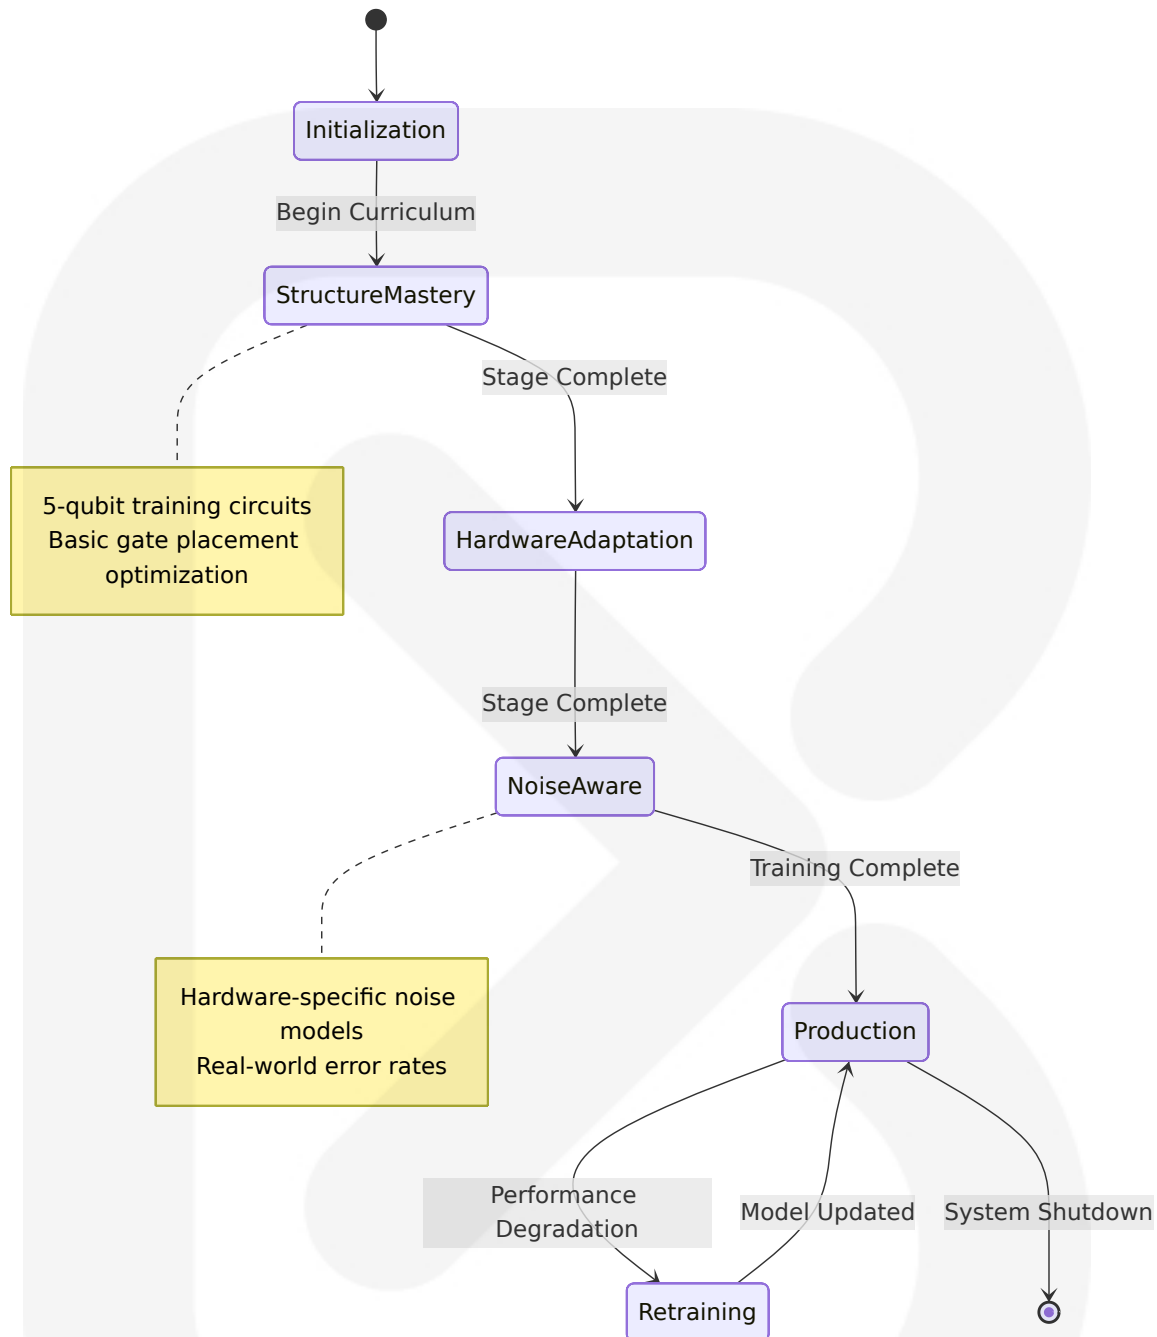 Initialization
Begin Curriculum
StructureMastery
Stage Complete
5-qubit training circuits
Basic gate placement
optimization
HardwareAdaptation
Stage Complete
NoiseAware
Training Complete
Hardware-specific noise
models
Real-world error rates
Production
Performance
Degradation
Model Updated
System Shutdown
Retraining